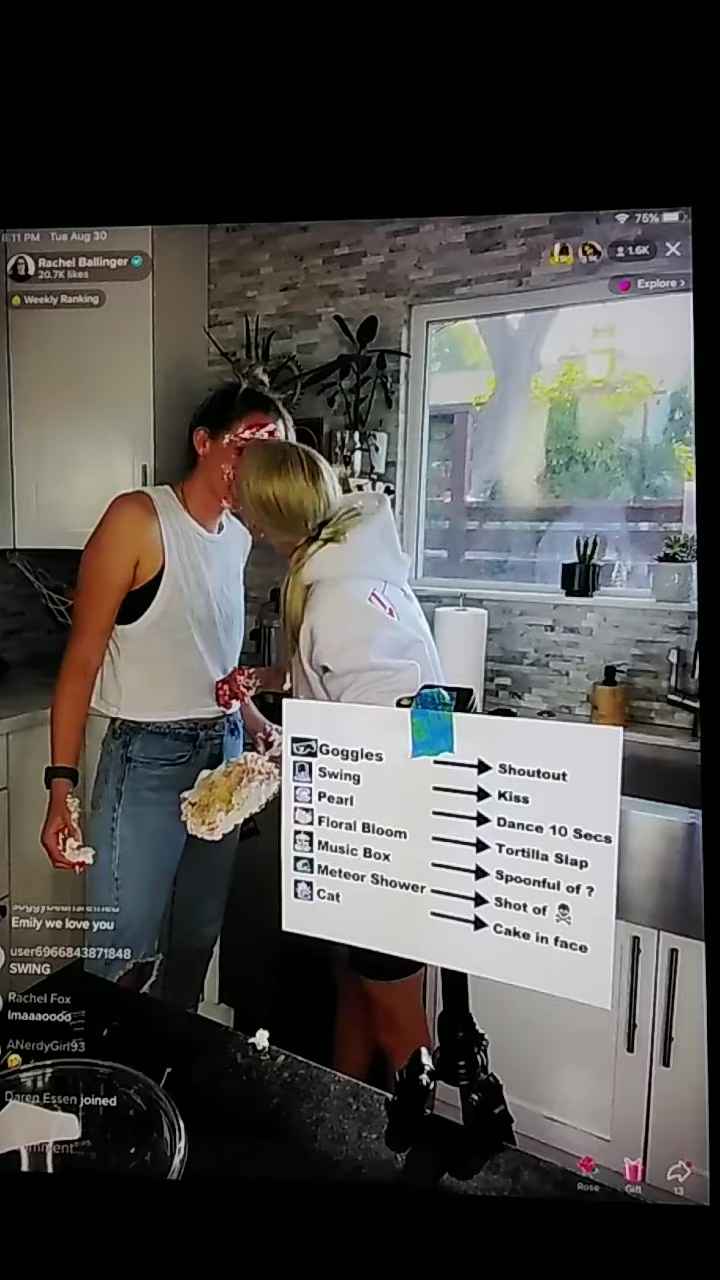 8:11 PM Tue Aug 30
75%
Rachel Ballinger
20.7K likes
1.6K
Explore >
Weekly Ranking
Goggles → Shoutout
Swing → Kiss
Pearl → Dance 10 Secs
Floral Bloom → Tortilla Slap
Music Box → Spoonful of ?
Meteor Shower → Shot of ☠
Cat → Cake in face
Emily we love you
user6966843871848
SWING
Rachel Fox
lmaaaoooo
ANerdyGirl93
Daren Essen joined
Rose
Gift
13